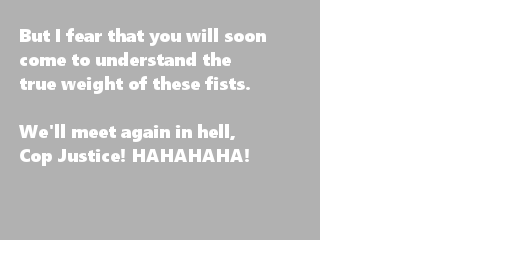 But I fear that you will soon
come to understand the
true weight of these fists.
We'll meet again in hell,
Cop Justice! HAHAHAHA!